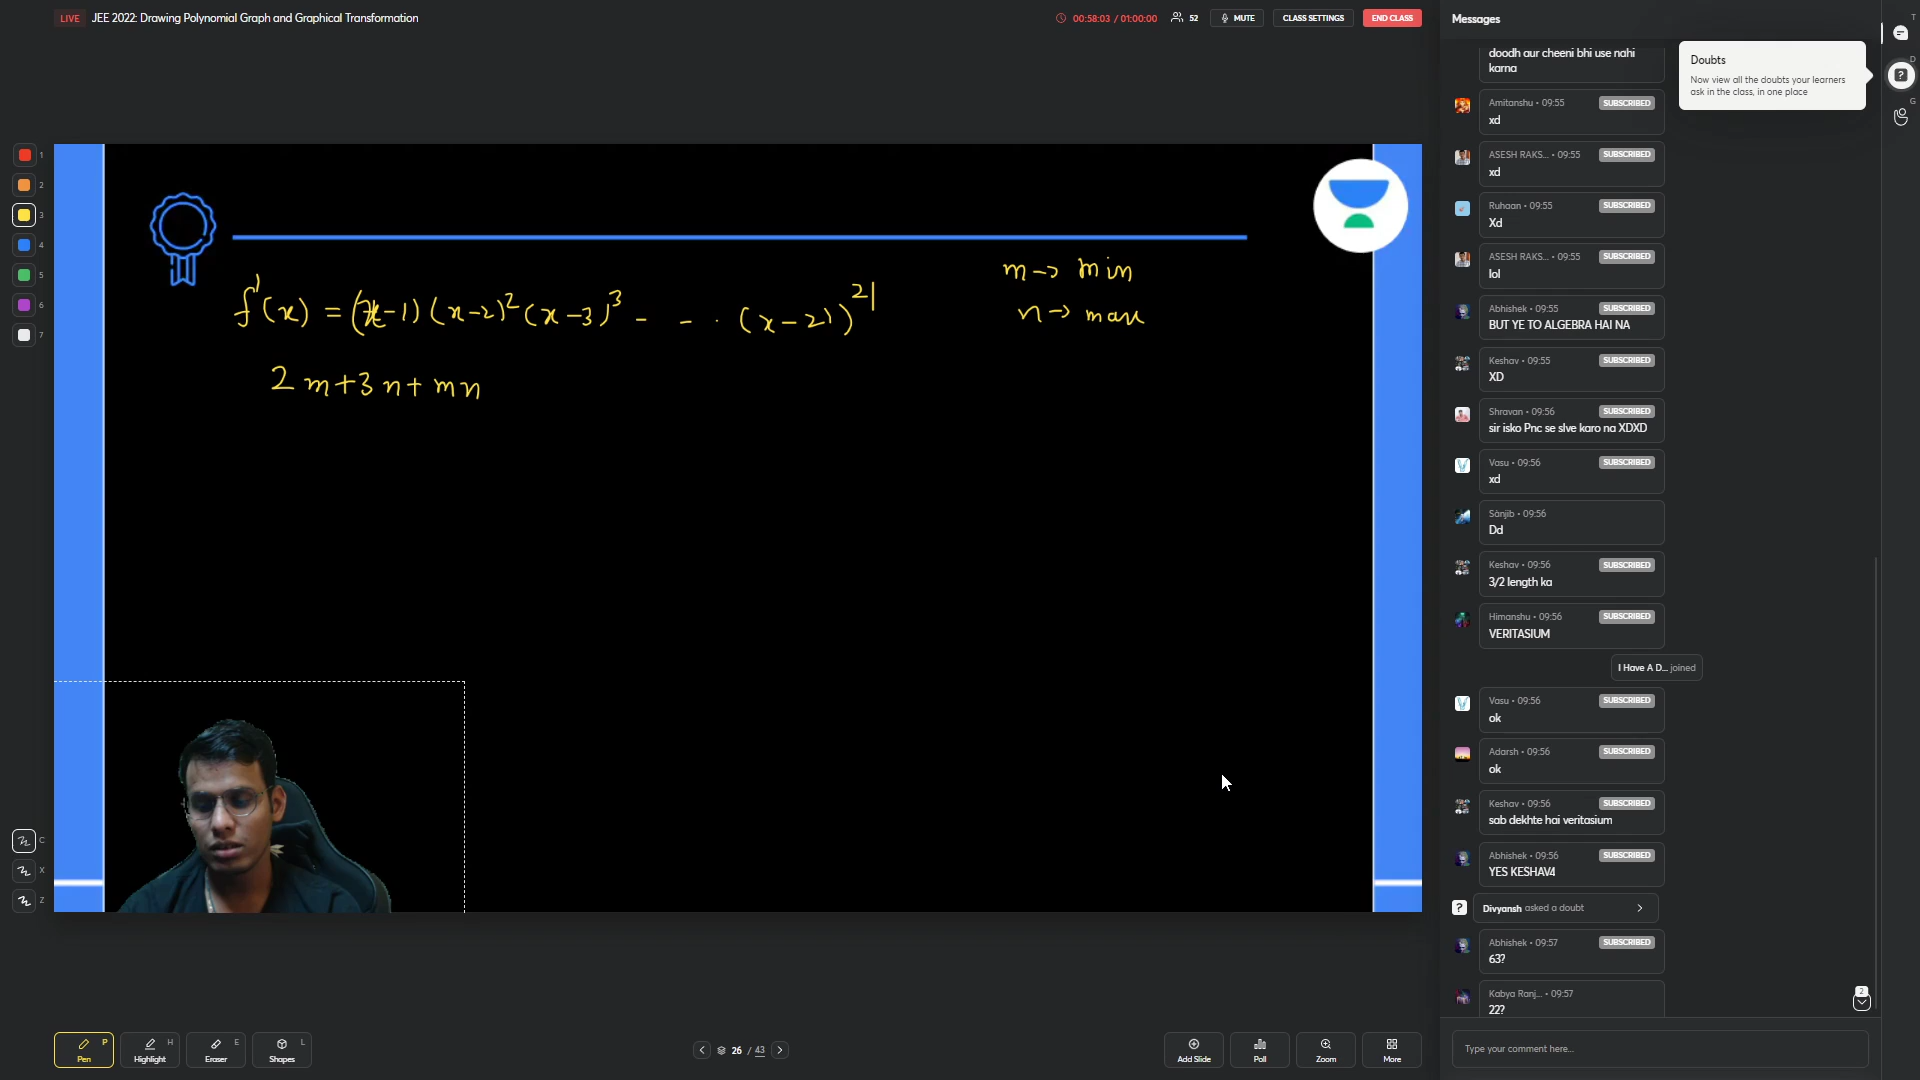 LIVE JEE 2022: Drawing Polynomial Graph and Graphical Transformation
00:58:03 / 01:00:00 52 MUTE CLASS SETTINGS END CLASS
1
2
3
4
5
6
7
f'(x) = (x-1) (x-2)² (x-3)³ - - . (x-21)²¹
m -> min
n -> max
2m+3n+mn
C
X
Z
Pen P
Highlight H
Eraser E
Shapes L
26 / 43
Add Slide
Poll
Zoom
More
Messages
doodh aur cheeni bhi use nahi
karna
Amitanshu • 09:55 SUBSCRIBED
xd
ASESH RAKS... • 09:55 SUBSCRIBED
xd
Ruhaan • 09:55 SUBSCRIBED
Xd
ASESH RAKS... • 09:55 SUBSCRIBED
lol
Abhishek • 09:55 SUBSCRIBED
BUT YE TO ALGEBRA HAI NA
Keshav • 09:55 SUBSCRIBED
XD
Shravan • 09:56 SUBSCRIBED
sir isko Pnc se slve karo na XDXD
Vasu • 09:56 SUBSCRIBED
xd
Sànjib • 09:56
Dd
Keshav • 09:56 SUBSCRIBED
3/2 length ka
Himanshu • 09:56 SUBSCRIBED
VERITASIUM
I Have A D... joined
Vasu • 09:56 SUBSCRIBED
ok
Adarsh • 09:56 SUBSCRIBED
ok
Keshav • 09:56 SUBSCRIBED
sab dekhte hai veritasium
Abhishek • 09:56 SUBSCRIBED
YES KESHAV4
? Divyansh asked a doubt
Abhishek • 09:57 SUBSCRIBED
63?
Kabya Ranj... • 09:57
22?
2
Type your comment here...
Doubts
Now view all the doubts your learners
ask in the class, in one place
T
D
G